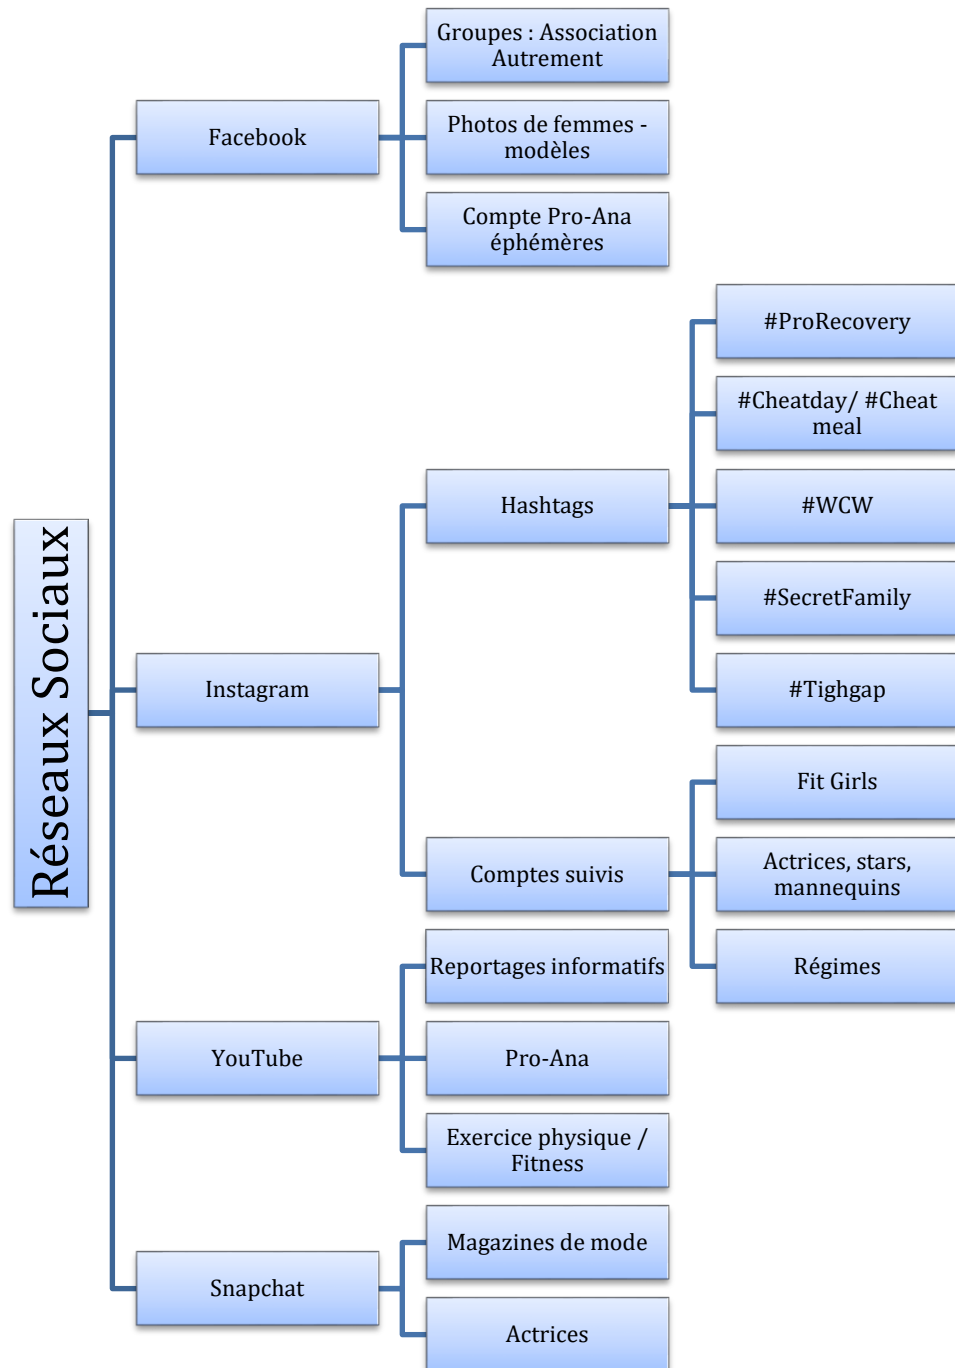 Réseaux Sociaux
Facebook
Groupes : Association
Autrement
Photos de femmes -
modèles
Compte Pro-Ana
éphémères
Instagram
Hashtags
#ProRecovery
#Cheatday/ #Cheat
meal
#WCW
#SecretFamily
#Tighgap
Comptes suivis
Fit Girls
Actrices, stars,
mannequins
Régimes
YouTube
Reportages informatifs
Pro-Ana
Exercice physique /
Fitness
Snapchat
Magazines de mode
Actrices